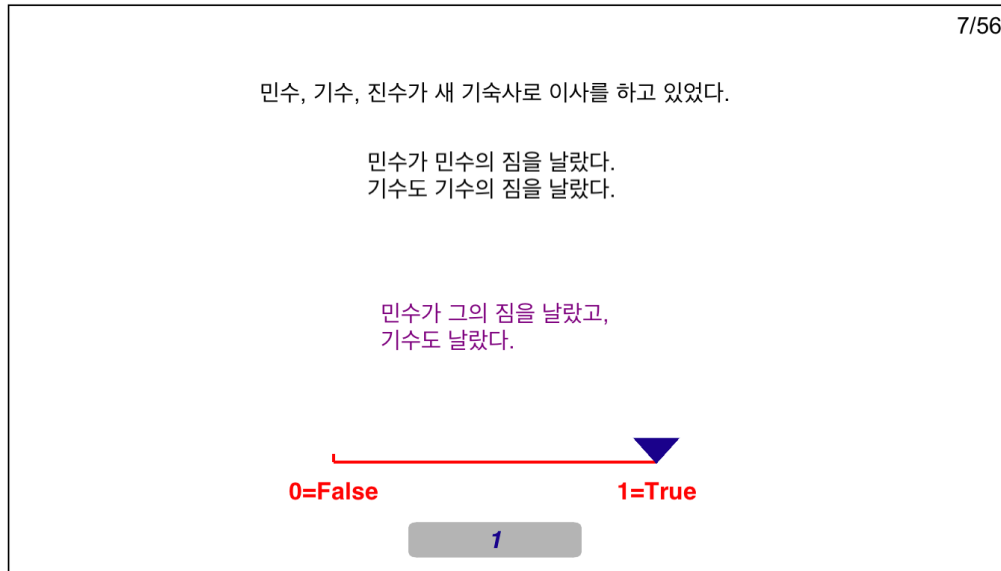 7/56
민수, 기수, 진수가 새 기숙사로 이사를 하고 있었다.
민수가 민수의 짐을 날랐다.
기수도 기수의 짐을 날랐다.
민수가 그의 짐을 날랐고,
기수도 날랐다.
0=False 1=True
1